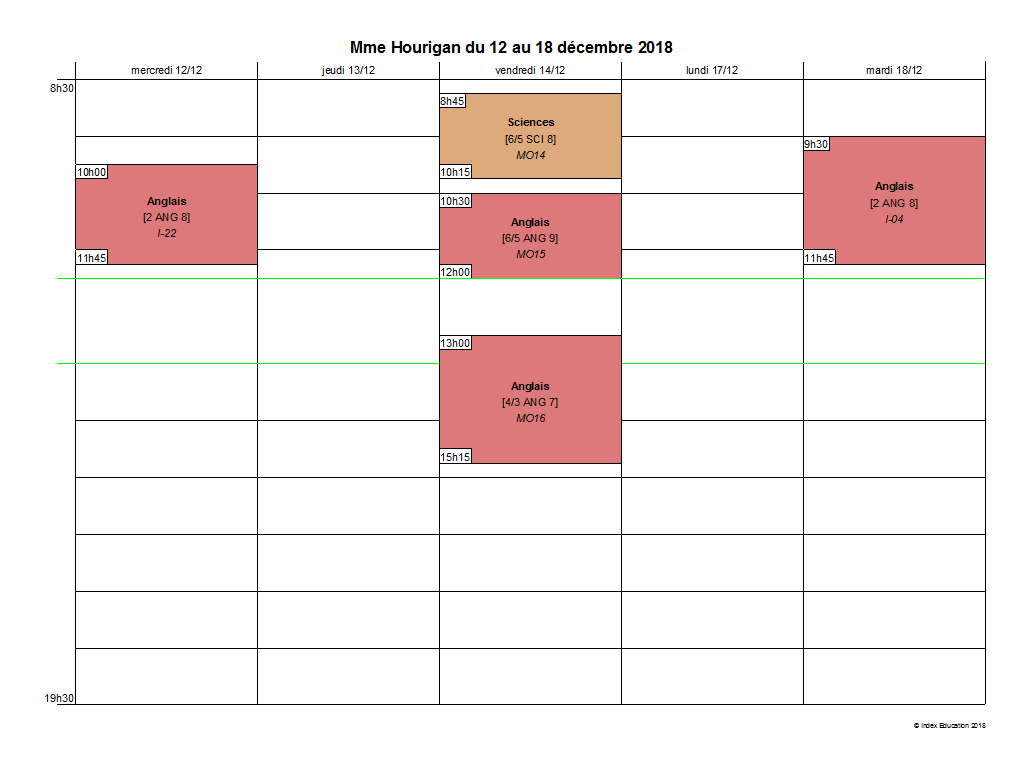 Mme Hourigan du 12 au 18 décembre 2018
mercredi 12/12
jeudi 13/12
vendredi 14/12
lundi 17/12
mardi 18/12
8h30
10h00
Anglais
[2 ANG 8]
I-22
11h45
8h45
Sciences
[6/5 SCI 8]
MO14
10h15
10h30
Anglais
[6/5 ANG 9]
MO15
12h00
13h00
Anglais
[4/3 ANG 7]
MO16
15h15
9h30
Anglais
[2 ANG 8]
I-04
11h45
19h30
© Index Education 2018